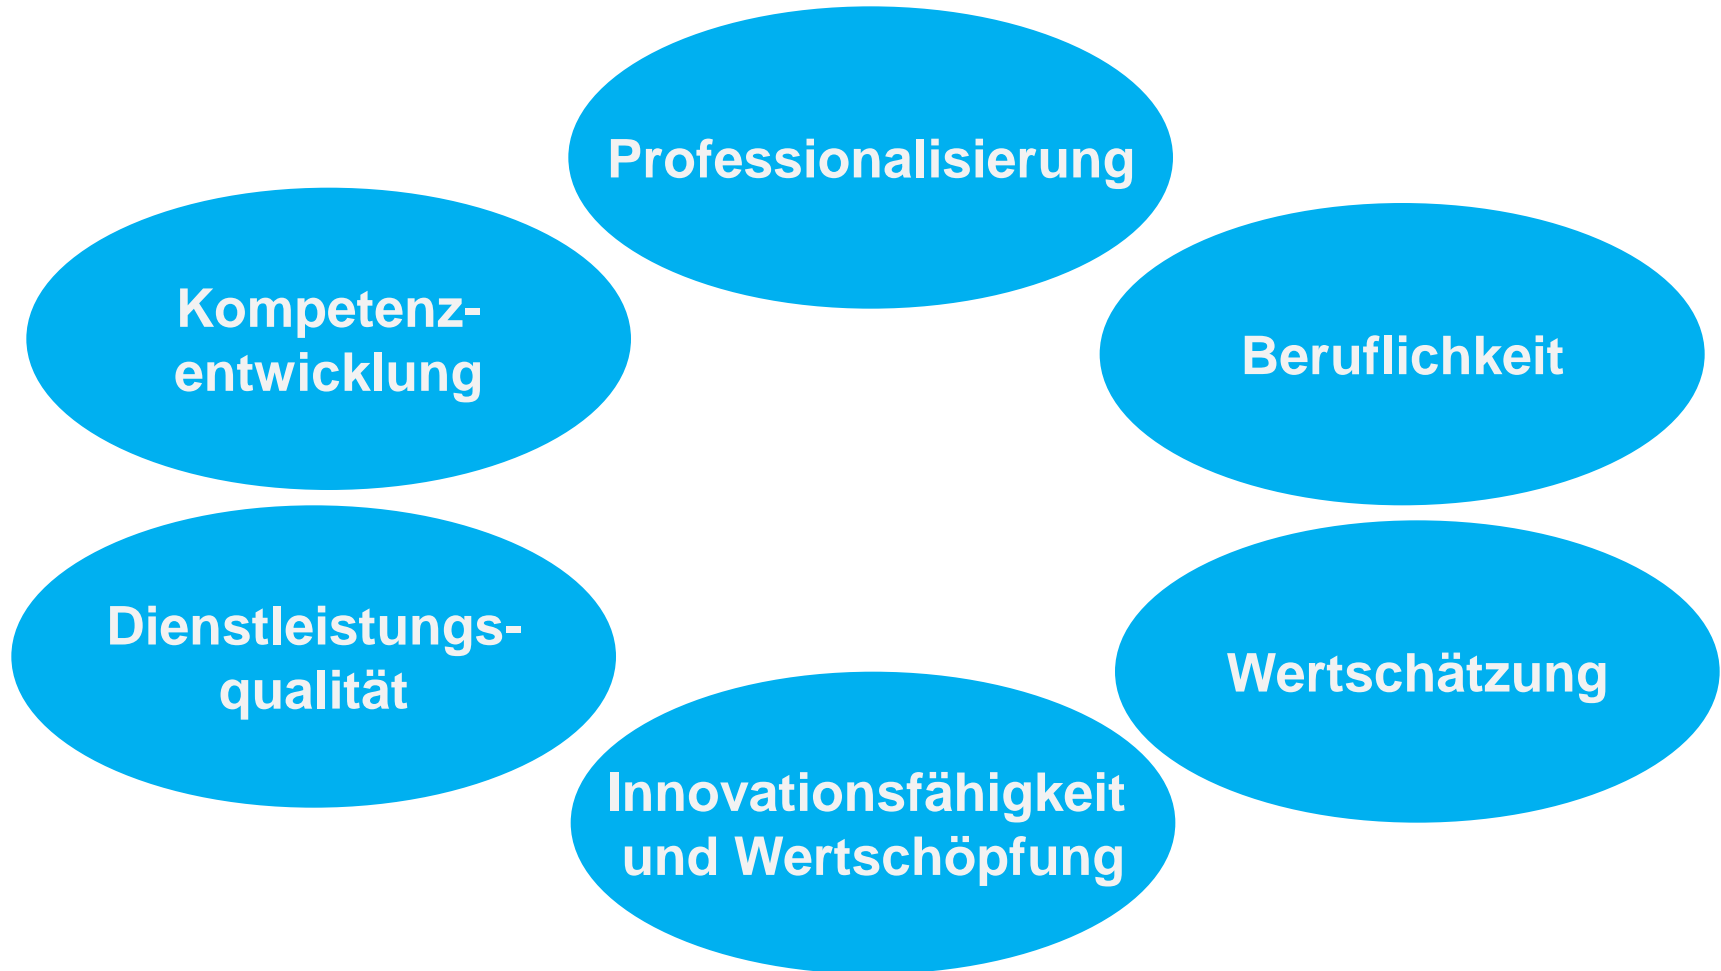 Professionalisierung
Kompetenz-
entwicklung
Beruflichkeit
Dienstleistungs-
qualität
Wertschätzung
Innovationsfähigkeit
und Wertschöpfung